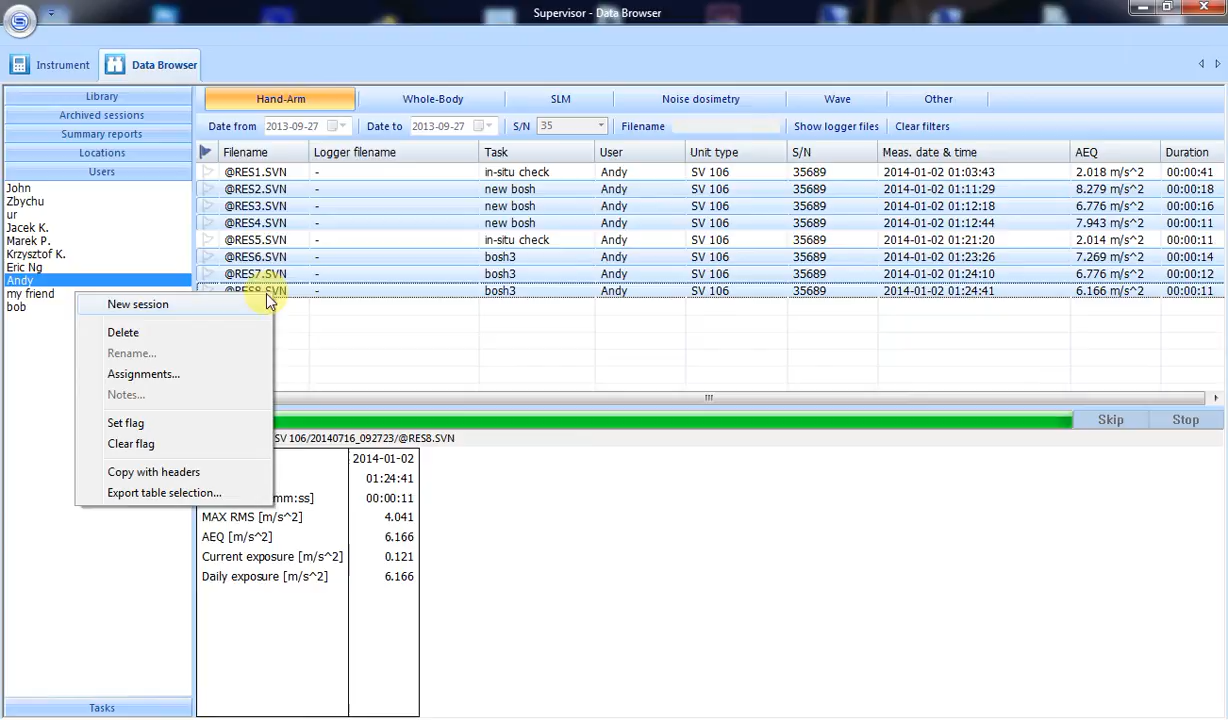 Supervisor - Data Browser
Instrument Data Browser
Library
Archived sessions
Summary reports
Locations
Users
John
Zbychu
ur
Jacek K.
Marek P.
Krzysztof K.
Eric Ng
Andy
my friend
bob
Tasks
Hand-Arm Whole-Body SLM Noise dosimetry Wave Other
Date from 2013-09-27 Date to 2013-09-27 S/N 35 Filename Show logger files Clear filters
Filename Logger filename Task User Unit type S/N Meas. date & time AEQ Duration
@RES1.SVN - in-situ check Andy SV 106 35689 2014-01-02 01:03:43 2.018 m/s^2 00:00:41
@RES2.SVN - new bosh Andy SV 106 35689 2014-01-02 01:11:29 8.279 m/s^2 00:00:18
@RES3.SVN - new bosh Andy SV 106 35689 2014-01-02 01:12:18 6.776 m/s^2 00:00:16
@RES4.SVN - new bosh Andy SV 106 35689 2014-01-02 01:12:44 7.943 m/s^2 00:00:11
@RES5.SVN - in-situ check Andy SV 106 35689 2014-01-02 01:21:20 2.014 m/s^2 00:00:11
@RES6.SVN - bosh3 Andy SV 106 35689 2014-01-02 01:23:26 7.269 m/s^2 00:00:14
@RES7.SVN - bosh3 Andy SV 106 35689 2014-01-02 01:24:10 6.776 m/s^2 00:00:12
@RES8.SVN - bosh3 Andy SV 106 35689 2014-01-02 01:24:41 6.166 m/s^2 00:00:11
New session
Delete
Rename...
Assignments...
Notes...
Set flag
Clear flag
Copy with headers
Export table selection...
Skip Stop
SV 106/20140716_092723/@RES8.SVN
2014-01-02
01:24:41
mm:ss] 00:00:11
MAX RMS [m/s^2] 4.041
AEQ [m/s^2] 6.166
Current exposure [m/s^2] 0.121
Daily exposure [m/s^2] 6.166